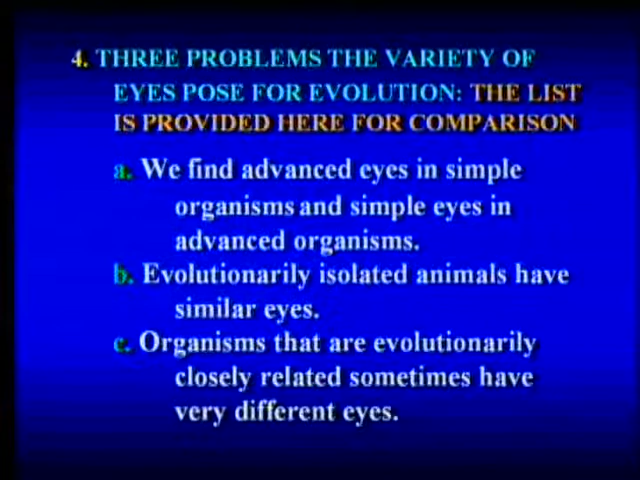 4. THREE PROBLEMS THE VARIETY OF
EYES POSE FOR EVOLUTION: THE LIST
IS PROVIDED HERE FOR COMPARISON
a. We find advanced eyes in simple
organisms and simple eyes in
advanced organisms.
b. Evolutionarily isolated animals have
similar eyes.
c. Organisms that are evolutionarily
closely related sometimes have
very different eyes.